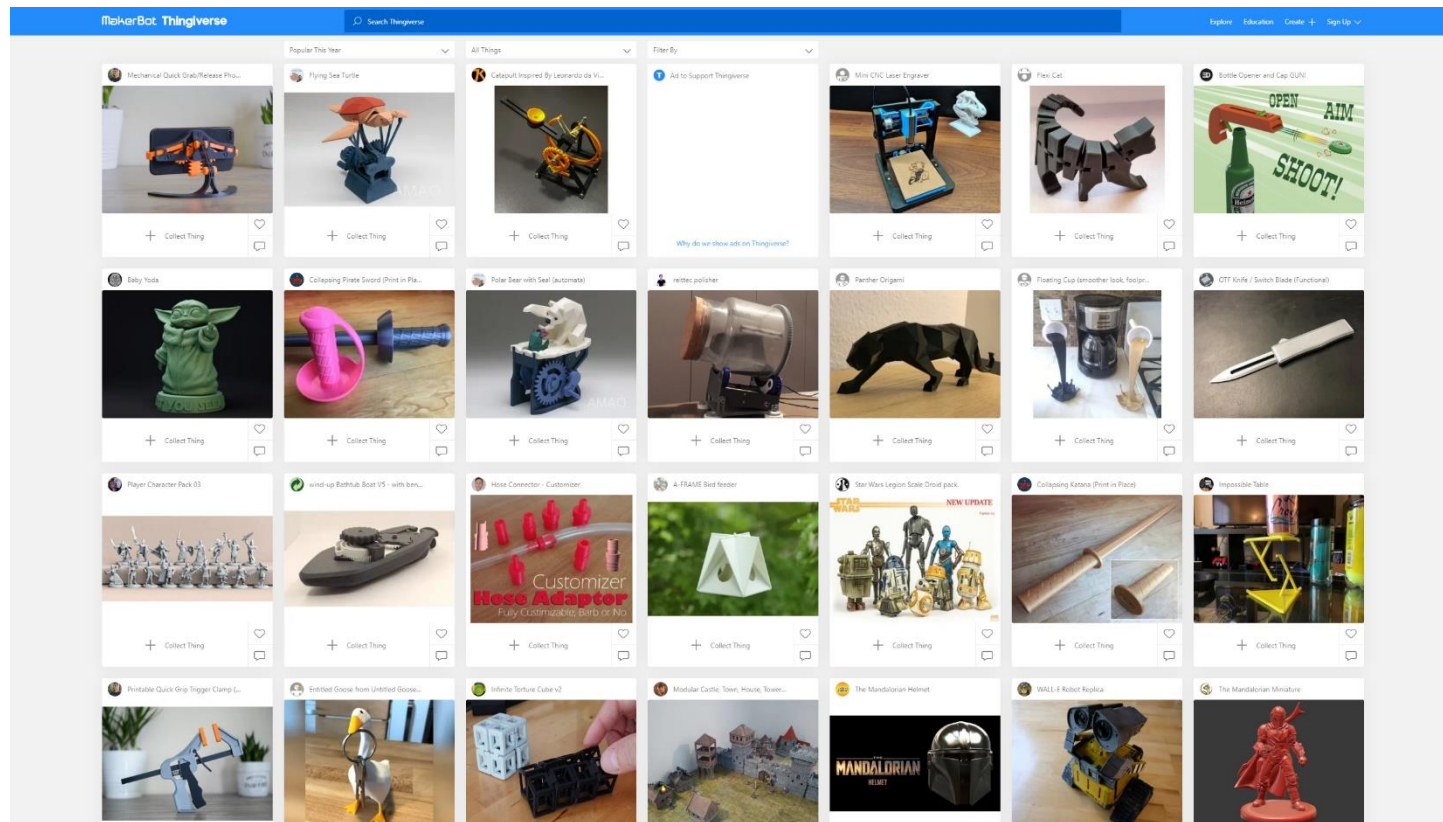 MakerBot Thingiverse
Search Thingiverse
Explore Education Create + Sign Up
Popular This Year
All Things
Filter By
Mechanical Quick Grab/Release Pho...
Flying Sea Turtle
Catapult Inspired By Leonardo de Vi...
Ad to Support Thingiverse
Mini CNC Laser Engraver
Flexi Cat
Bottle Opener and Cap GUN!
AMAO
OPEN
AIM
SHOOT!
Heineken
Why do we show ads on Thingiverse?
Collect Thing
Collect Thing
Collect Thing
Collect Thing
Collect Thing
Collect Thing
Baby Yoda
Collapsing Pirate Sword (Print in Pla...
Polar Bear with Seal (automata)
reittec polisher
Panther Origami
Floating Cup (smoother look, foolpr...
OTF Knife / Switch Blade (Functional)
AMAO
Collect Thing
Collect Thing
Collect Thing
Collect Thing
Collect Thing
Collect Thing
Collect Thing
Player Character Pack 03
wind-up Bathtub Boat V5 - with ben...
Hose Connector - Customizer
A-FRAME Bird feeder
Star Wars Legion Scale Droid pack.
Collapsing Katana (Print in Place)
Impossible Table
Customizer
Hose Adaptor
Fully Custimizable, Barb or No
STAR WARS
NEW UPDATE
Collect Thing
Collect Thing
Collect Thing
Collect Thing
Collect Thing
Collect Thing
Collect Thing
Printable Quick Grip Trigger Clamp (...
Entitled Goose from Untitled Goose...
Infinite Torture Cube v2
Modular Castle, Town, House, Tower...
The Mandalorian Helmet
WALL-E Robot Replica
The Mandalorian Miniature
MANDALORIAN
HELMET